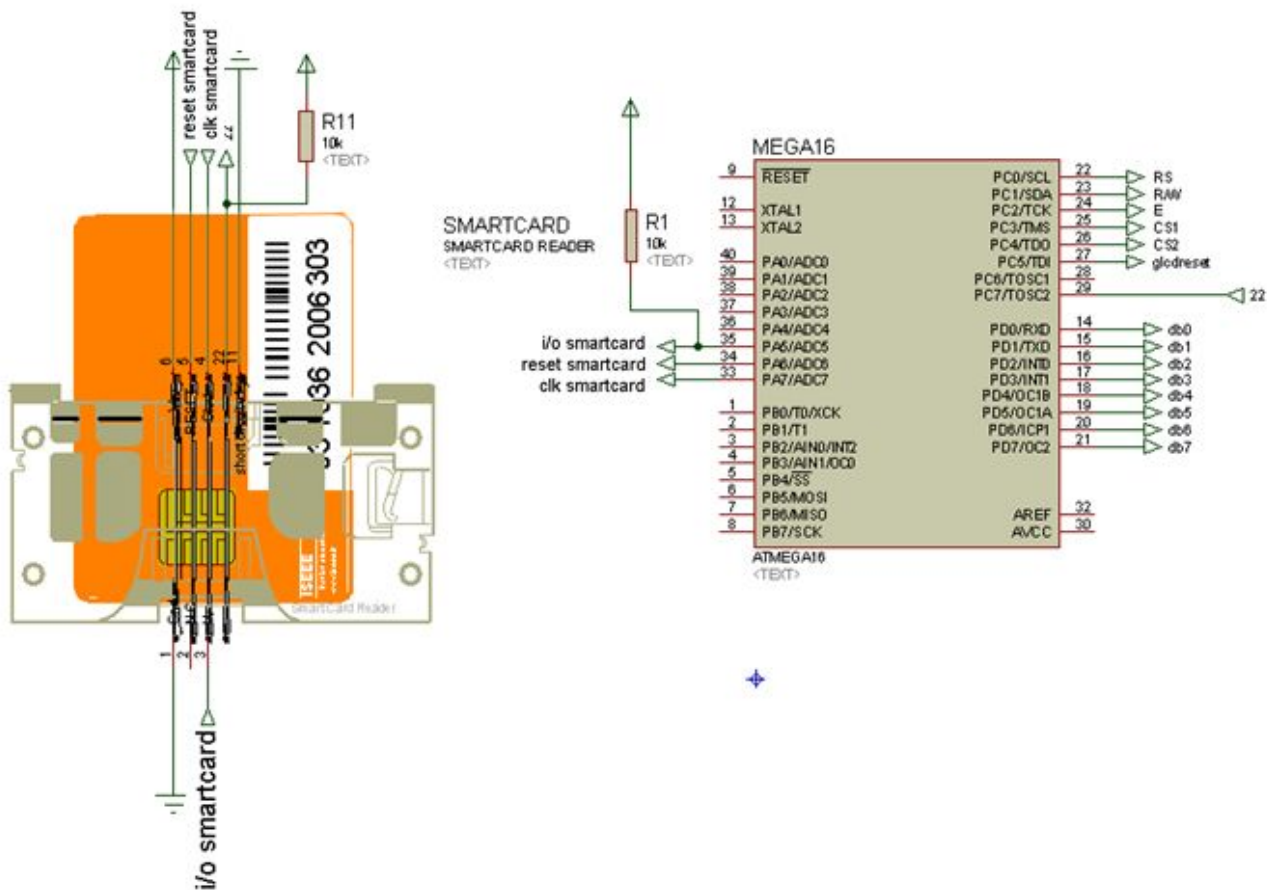 reset smartcard
clk smartcard
22
R11
10k
<TEXT>
2006 303
6
5
4
22
11
SmartCard Reader
1
2
3
i/o smartcard
SMARTCARD
SMARTCARD READER
<TEXT>
R1
10k
<TEXT>
i/o smartcard
reset smartcard
clk smartcard
MEGA16
9 RESET
12 XTAL1
13 XTAL2
40 PA0/ADC0
39 PA1/ADC1
38 PA2/ADC2
37 PA3/ADC3
36 PA4/ADC4
35 PA5/ADC5
34 PA6/ADC6
33 PA7/ADC7
1 PB0/T0/XCK
2 PB1/T1
3 PB2/AIN0/INT2
4 PB3/AIN1/OC0
5 PB4/SS
6 PB5/MOSI
7 PB6/MISO
8 PB7/SCK
PC0/SCL 22 RS
PC1/SDA 23 R/W
PC2/TCK 24 E
PC3/TMS 25 CS1
PC4/TDO 26 CS2
PC5/TDI 27 glcdreset
PC6/TOSC1 28
PC7/TOSC2 29 22
PD0/RXD 14 db0
PD1/TXD 15 db1
PD2/INT0 16 db2
PD3/INT1 17 db3
PD4/OC1B 18 db4
PD5/OC1A 19 db5
PD6/ICP1 20 db6
PD7/OC2 21 db7
AREF 32
AVCC 30
ATMEGA16
<TEXT>